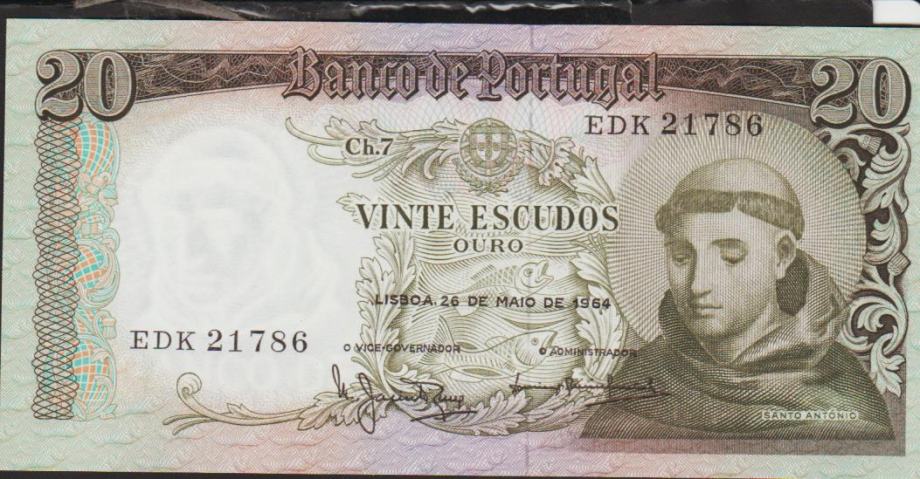 20 Banco de Portugal 20
EDK 21786
Ch.7
VINTE ESCUDOS
OURO
LISBOA, 26 DE MAIO DE 1964
EDK 21786
O VICE-GOVERNADOR
O ADMINISTRADOR
SANTO ANTÓNIO